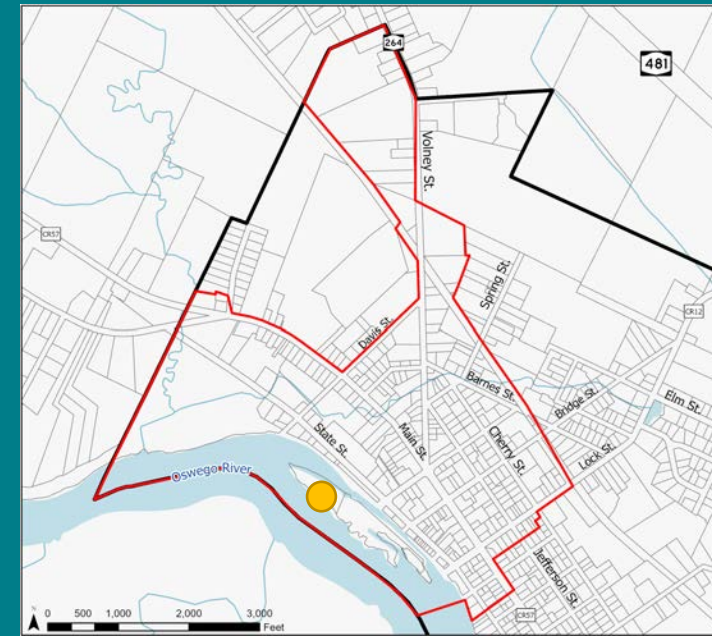 264
481
Volney St.
CR57
Spring St.
CR12
Davis St.
Barnes St.
Bridge St.
Elm St.
State St.
Main St.
Cherry St.
Lock St.
Oswego River
Jefferson St.
CR57
N
0 500 1,000 2,000 3,000
Feet